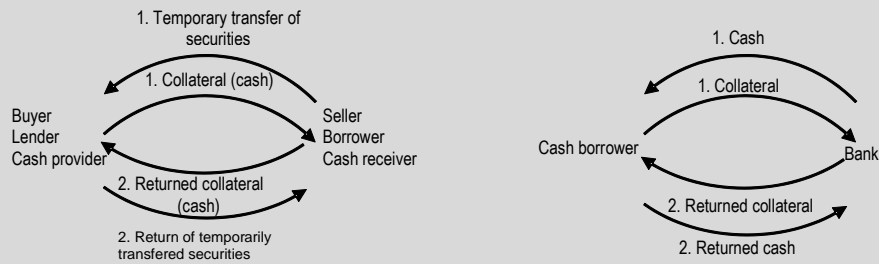 1. Temporary transfer of
securities
1. Collateral (cash)
Buyer
Lender
Cash provider
Seller
Borrower
Cash receiver
2. Returned collateral
(cash)
2. Return of temporarily
transfered securities
1. Cash
1. Collateral
Cash borrower
Bank
2. Returned collateral
2. Returned cash